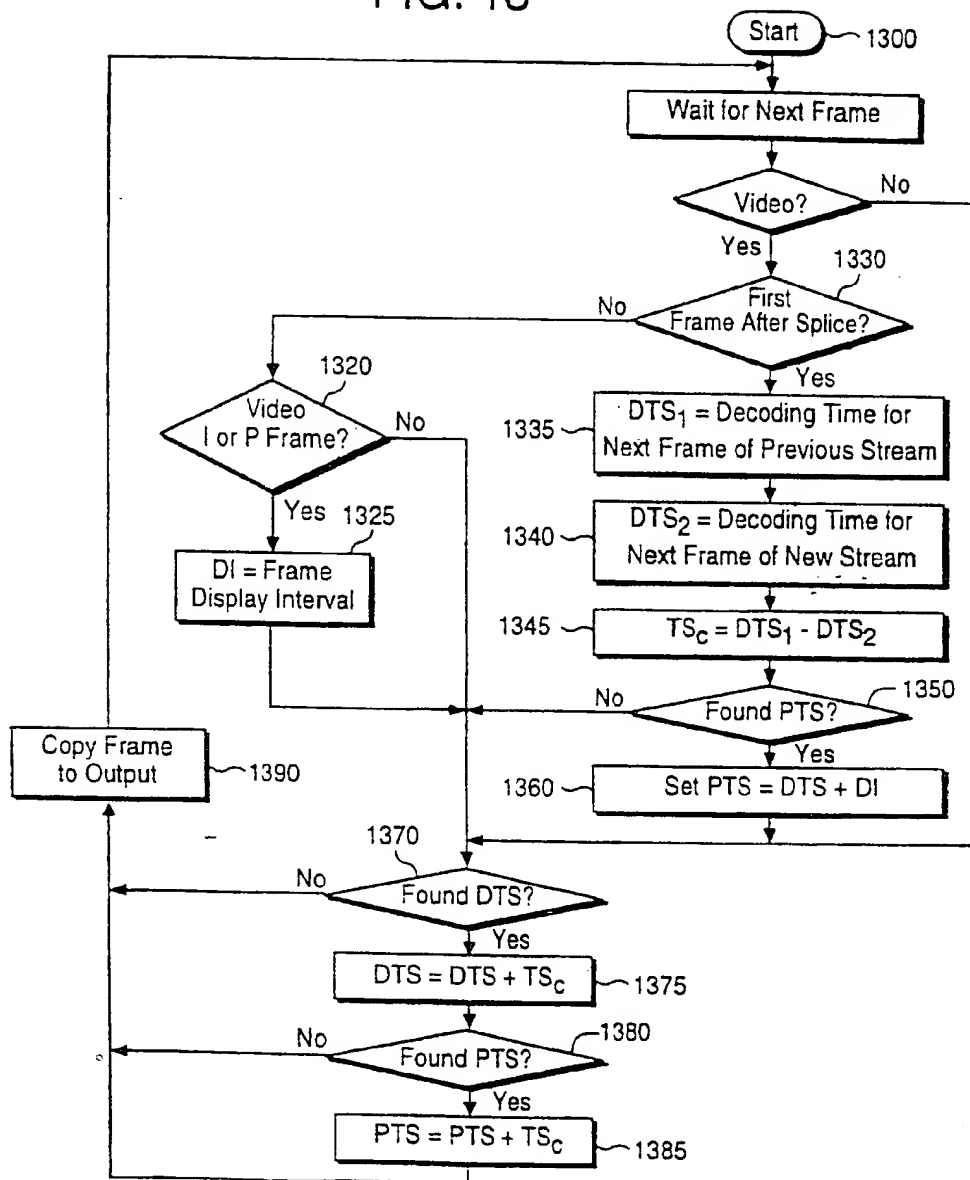 Start
1300
Wait for Next Frame
Video?
No
Yes
1330
First
Frame After Splice?
No
Yes
1320
Video
I or P Frame?
No
Yes
1325
DI = Frame
Display Interval
1335
DTS1 = Decoding Time for
Next Frame of Previous Stream
1340
DTS2 = Decoding Time for
Next Frame of New Stream
1345
TSC = DTS1 - DTS2
1350
Found PTS?
No
Yes
1360
Set PTS = DTS + DI
Copy Frame
to Output
1390
1370
Found DTS?
No
Yes
DTS = DTS + TSC
1375
1380
Found PTS?
No
Yes
PTS = PTS + TSC
1385